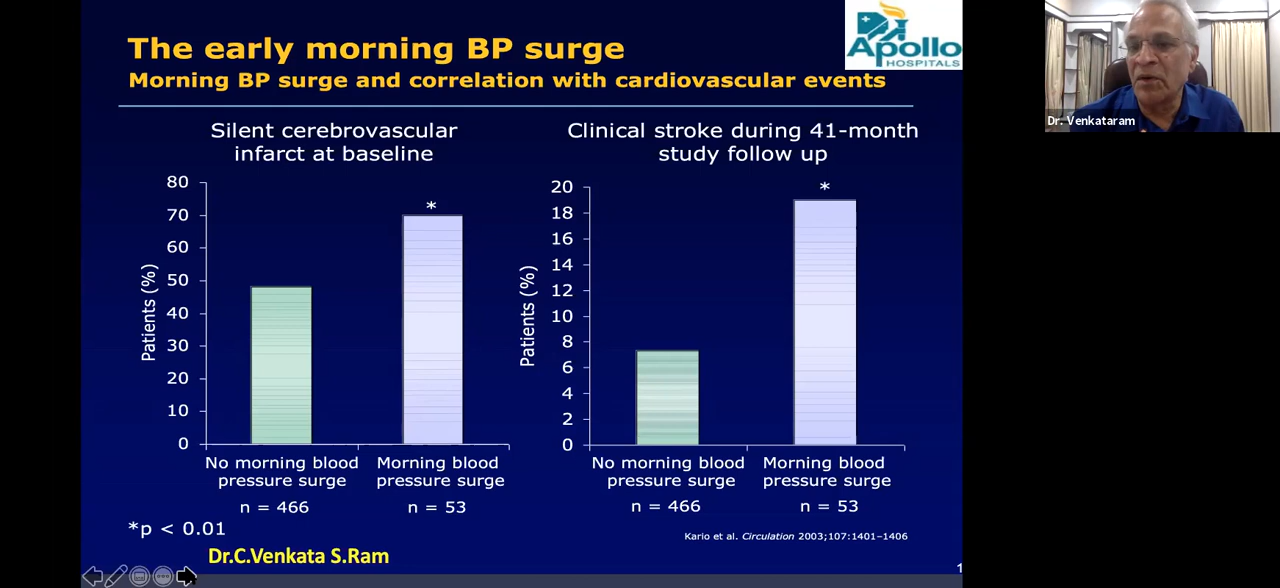 The early morning BP surge
Morning BP surge and correlation with cardiovascular events
Apollo
HOSPITALS
Dr. Venkataram
Silent cerebrovascular
infarct at baseline
Patients (%)
80
70
60
50
40
30
20
10
0
*
No morning blood
pressure surge
n = 466
Morning blood
pressure surge
n = 53
Clinical stroke during 41-month
study follow up
Patients (%)
20
18
16
14
12
10
8
6
4
2
0
*
No morning blood
pressure surge
n = 466
Morning blood
pressure surge
n = 53
*p < 0.01
Kario et al. Circulation 2003;107:1401–1406
Dr.C.Venkata S.Ram
1